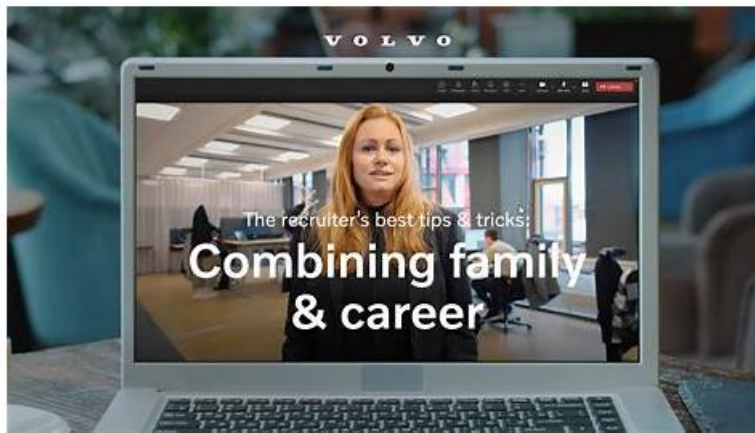 VOLVO
The recruiter's best tips & tricks:
Combining family
& career